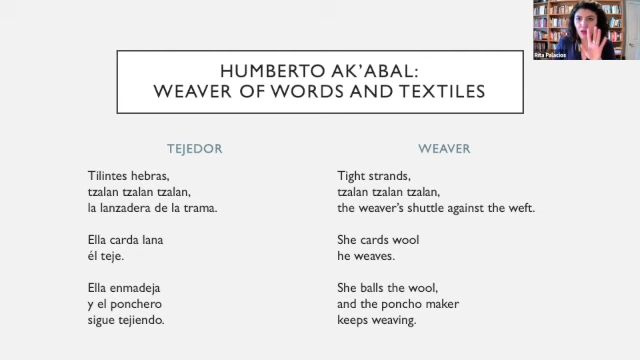 Rita Palacios
HUMBERTO AK'ABAL:
WEAVER OF WORDS AND TEXTILES
TEJEDOR
Tilintes hebras,
tzalan tzalan tzalan,
la lanzadera de la trama.
Ella carda lana
él teje.
Ella enmadeja
y el ponchero
sigue tejiendo.
WEAVER
Tight strands,
tzalan tzalan tzalan,
the weaver's shuttle against the weft.
She cards wool
he weaves.
She balls the wool,
and the poncho maker
keeps weaving.